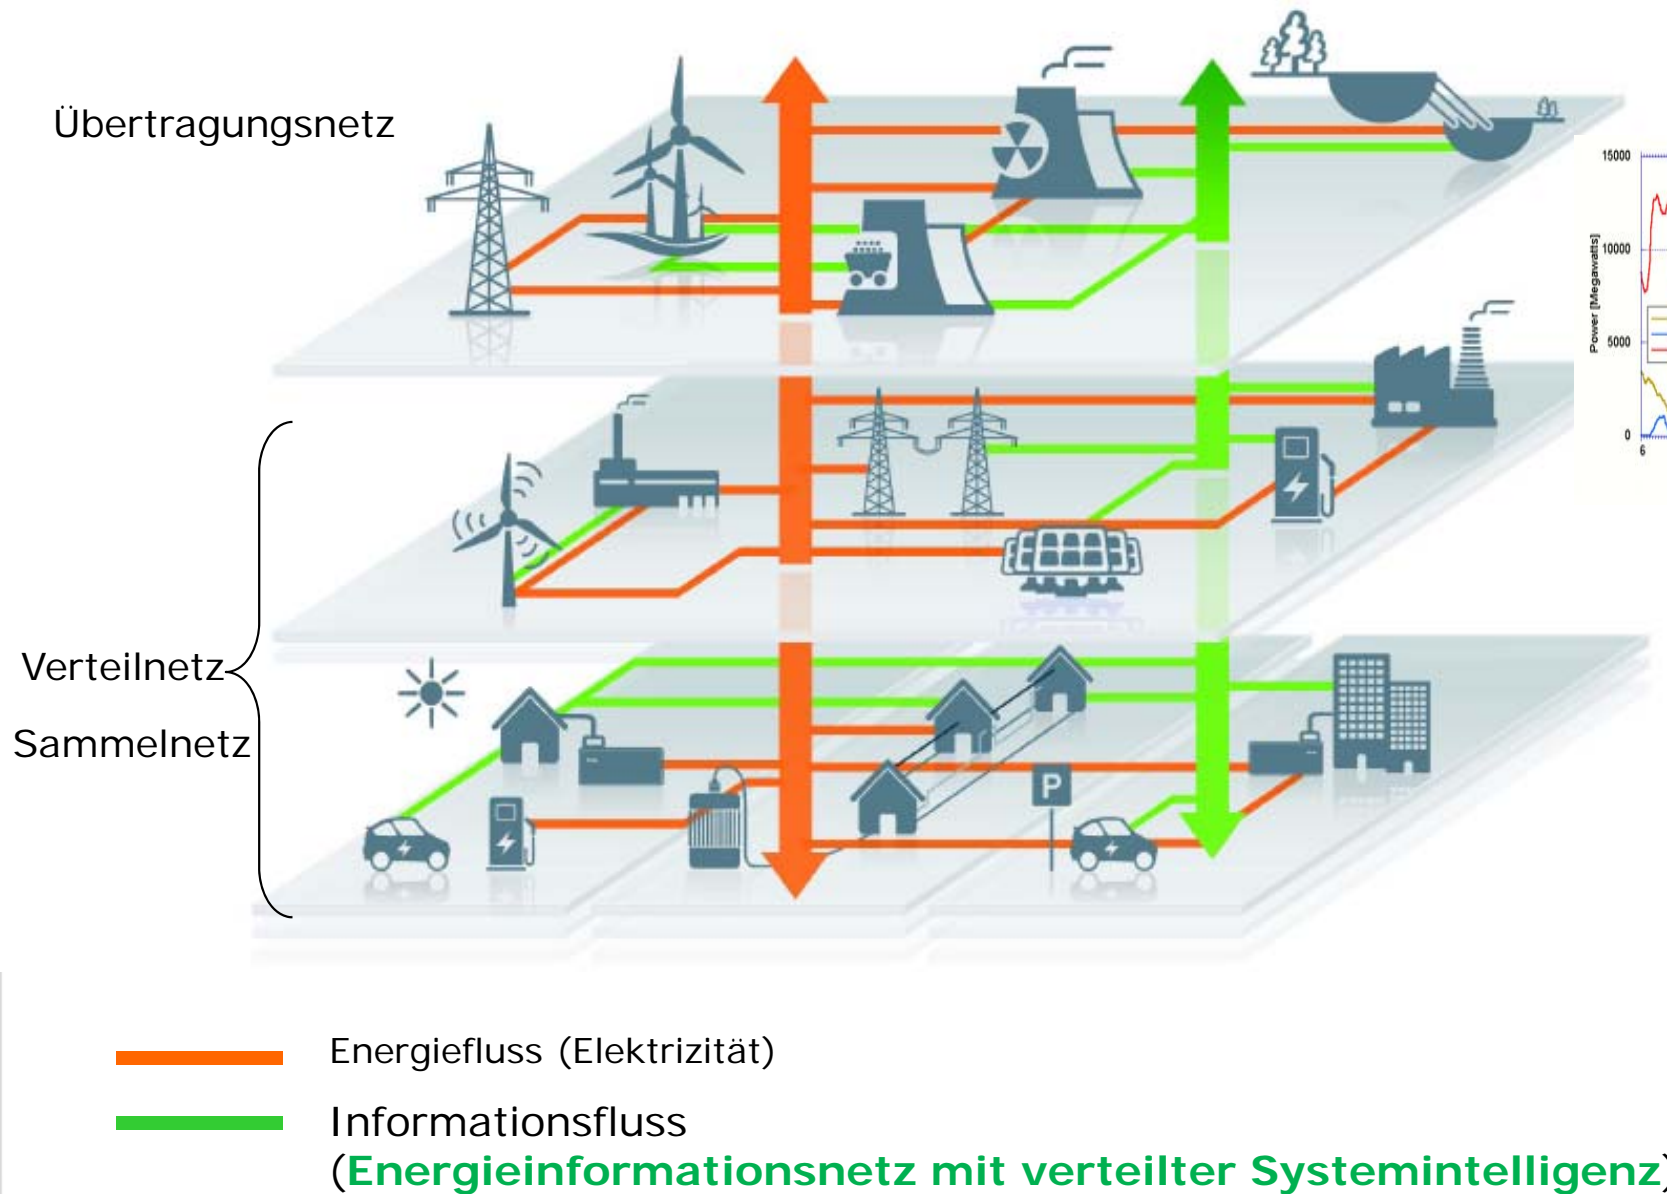 Übertragungsnetz
15000
10000
Power [Megawatts]
5000
0
6
Verteilnetz
Sammelnetz
P
Energiefluss (Elektrizität)
Informationsfluss
(Energieinformationsnetz mit verteilter Systemintelligenz)